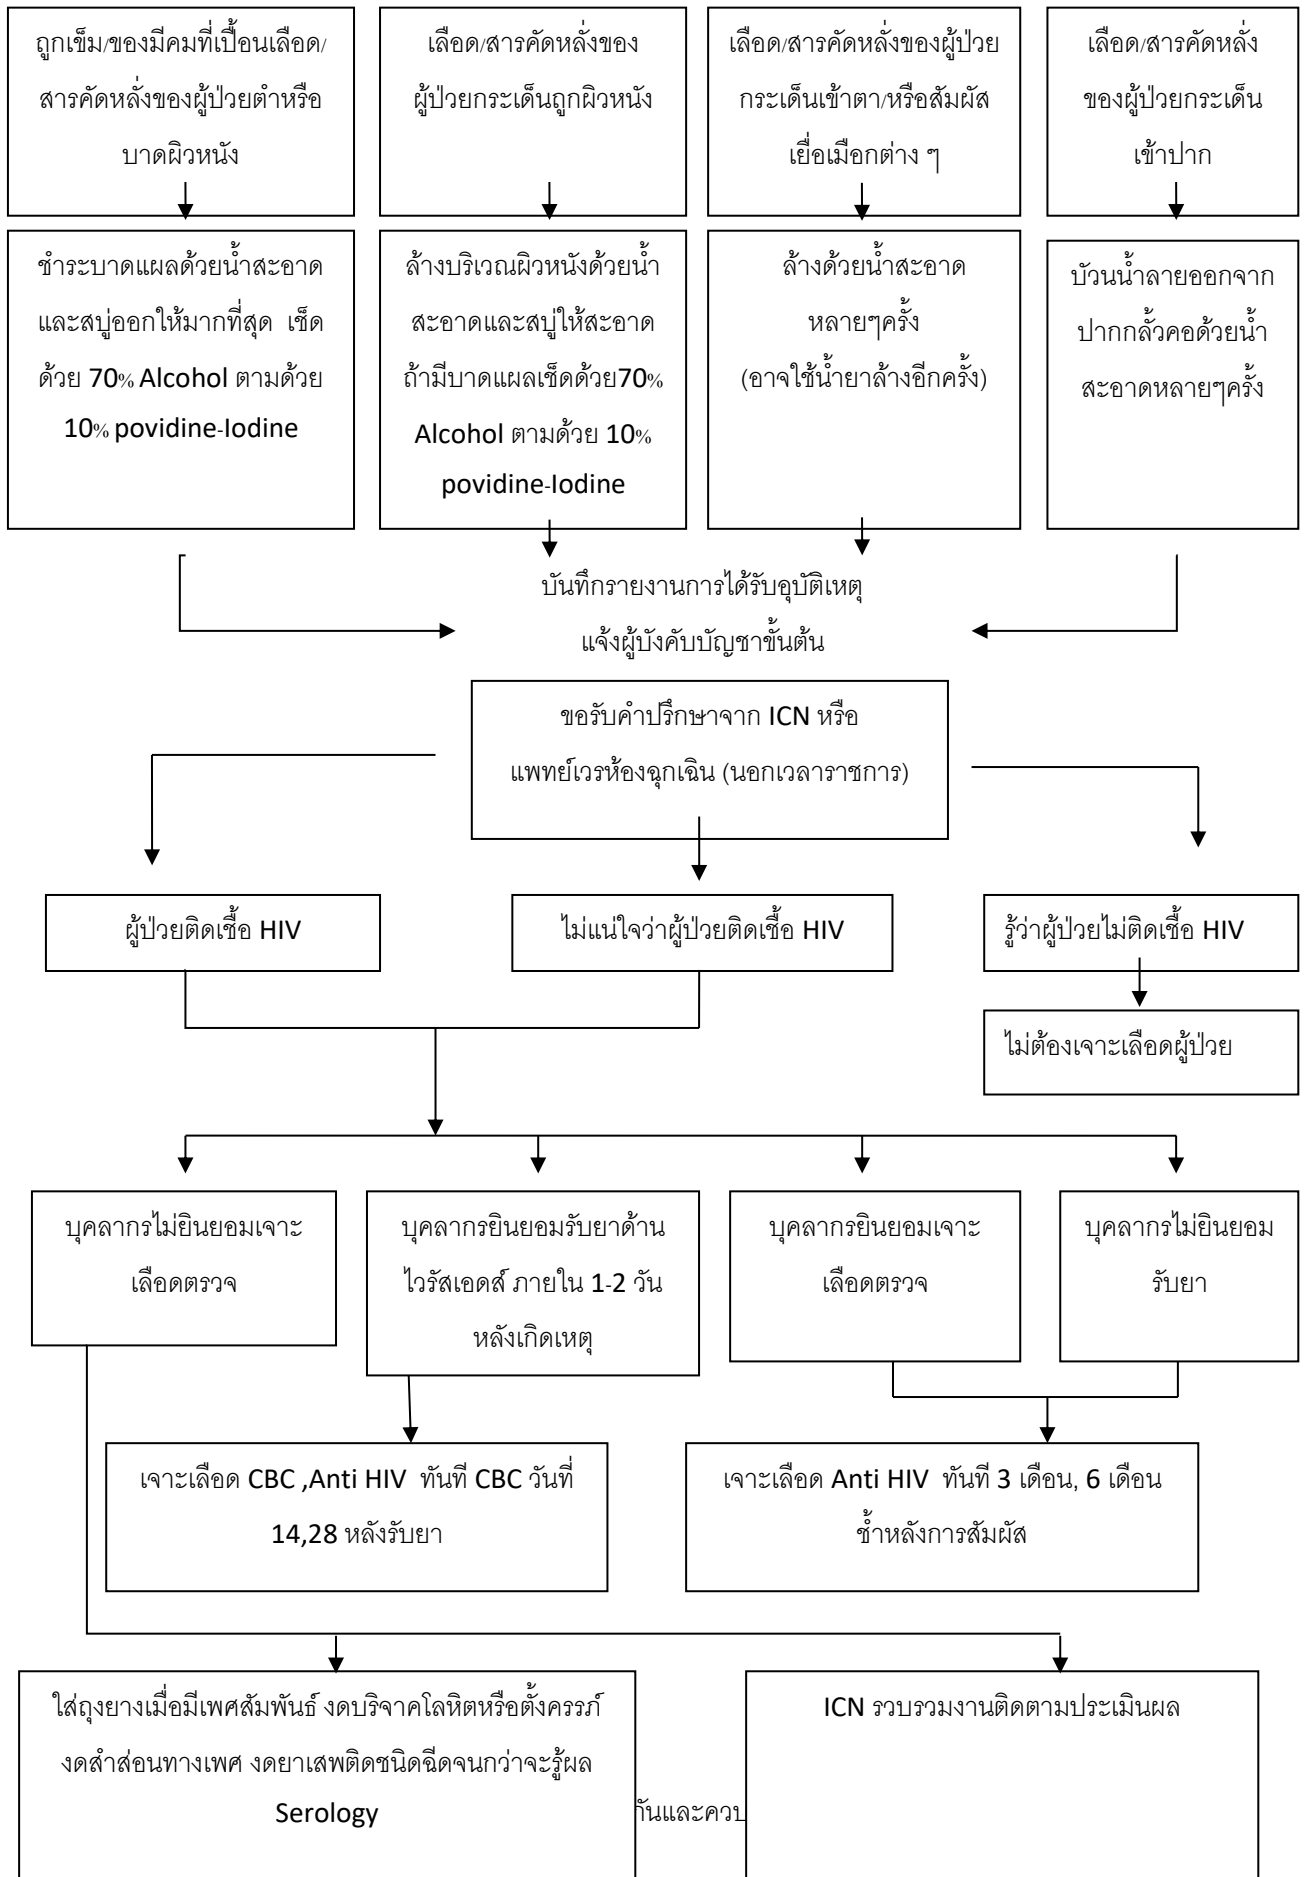 ถูกเข็ม/ของมีคมที่เปื้อนเลือด/
สารคัดหลั่งของผู้ป่วยตำหรือ
บาดผิวหนัง
เลือด/สารคัดหลั่งของ
ผู้ป่วยกระเด็นถูกผิวหนัง
เลือด/สารคัดหลั่งของผู้ป่วย
กระเด็นเข้าตา/หรือสัมผัส
เยื่อเมือกต่าง ๆ
เลือด/สารคัดหลั่ง
ของผู้ป่วยกระเด็น
เข้าปาก
ชำระบาดแผลด้วยน้ำสะอาด
และสบู่ออกให้มากที่สุด เช็ด
ด้วย 70% Alcohol ตามด้วย
10% povidine-Iodine
ล้างบริเวณผิวหนังด้วยน้ำ
สะอาดและสบู่ให้สะอาด
ถ้ามีบาดแผลเช็ดด้วย70%
Alcohol ตามด้วย 10%
povidine-Iodine
ล้างด้วยน้ำสะอาด
หลายๆครั้ง
(อาจใช้น้ำยาล้างอีกครั้ง)
บัวนน้ำลายออกจาก
ปากกลั้วคอด้วยน้ำ
สะอาดหลายๆครั้ง
บันทึกรายงานการได้รับอุบัติเหตุ
แจ้งผู้บังคับบัญชาขั้นต้น
ขอรับคำปรึกษาจาก ICN หรือ
แพทย์เวรห้องฉุกเฉิน (นอกเวลาราชการ)
ผู้ป่วยติดเชื้อ HIV
ไม่แน่ใจว่าผู้ป่วยติดเชื้อ HIV
รู้ว่าผู้ป่วยไม่ติดเชื้อ HIV
ไม่ต้องเจาะเลือดผู้ป่วย
บุคลากรไม่ยินยอมเจาะ
เลือดตรวจ
บุคลากรยินยอมรับยาด้าน
ไวรัสเอดส์ ภายใน 1-2 วัน
หลังเกิดเหตุ
บุคลากรยินยอมเจาะ
เลือดตรวจ
บุคลากรไม่ยินยอม
รับยา
เจาะเลือด CBC ,Anti HIV ทันที CBC วันที่
14,28 หลังรับยา
เจาะเลือด Anti HIV ทันที 3 เดือน, 6 เดือน
ช้ำหลังการสัมผัส
ใส่ถุงยางเมื่อมีเพศสัมพันธ์ งดบริจาคโลหิตหรือตั้งครรภ์
งดสำส่อนทางเพศ งดยาเสพติดชนิดฉีดจนกว่าจะรู้ผล
Serology
ICN รวบรวมงานติดตามประเมินผล
กันและควบ